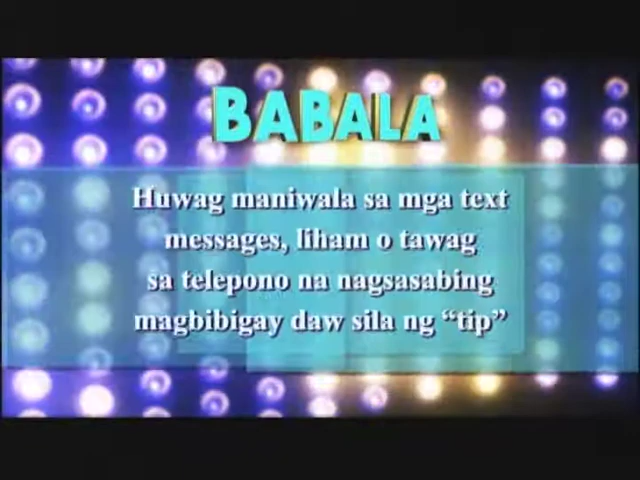 BABALA
Huwag maniwala sa mga text
messages, liham o tawag
sa telepono na nagsasabing
magbibigay daw sila ng “tip”